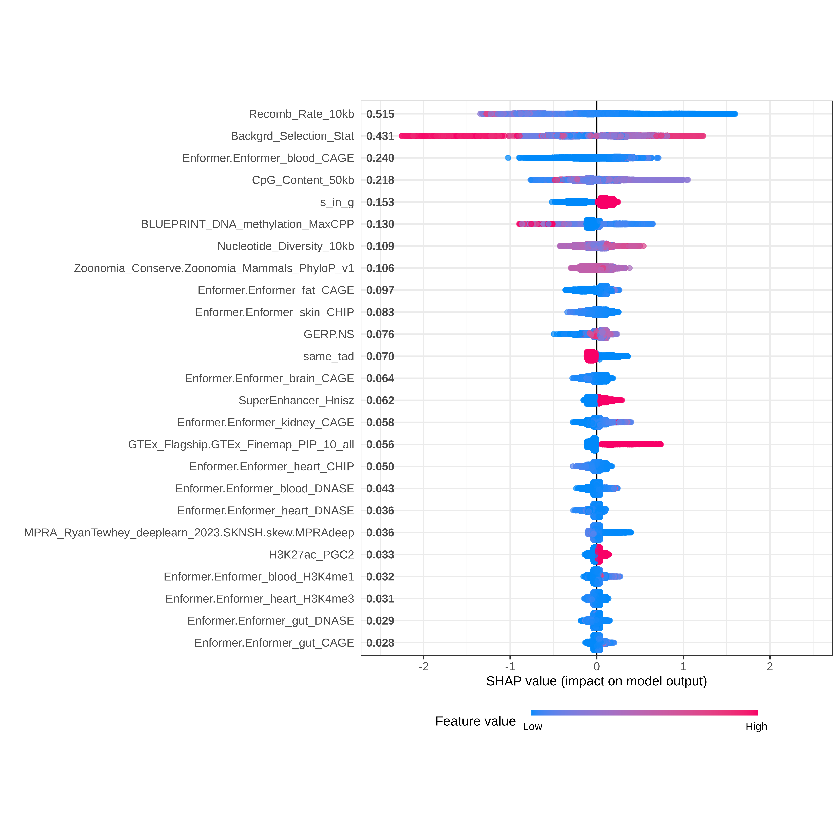 Recomb_Rate_10kb 0.515
Backgrd_Selection_Stat 0.431
Enformer.Enformer_blood_CAGE 0.240
CpG_Content_50kb 0.218
s_in_g 0.153
BLUEPRINT_DNA_methylation_MaxCPP 0.130
Nucleotide_Diversity_10kb 0.109
Zoonomia_Conserve.Zoonomia_Mammals_PhyloP_v1 0.106
Enformer.Enformer_fat_CAGE 0.097
Enformer.Enformer_skin_CHIP 0.083
GERP.NS 0.076
same_tad 0.070
Enformer.Enformer_brain_CAGE 0.064
SuperEnhancer_Hnisz 0.062
Enformer.Enformer_kidney_CAGE 0.058
GTEx_Flagship.GTEx_Finemap_PIP_10_all 0.056
Enformer.Enformer_heart_CHIP 0.050
Enformer.Enformer_blood_DNASE 0.043
Enformer.Enformer_heart_DNASE 0.036
MPRA_RyanTewhey_deeplearn_2023.SKNSH.skew.MPRAdeep 0.036
H3K27ac_PGC2 0.033
Enformer.Enformer_blood_H3K4me1 0.032
Enformer.Enformer_heart_H3K4me3 0.031
Enformer.Enformer_gut_DNASE 0.029
Enformer.Enformer_gut_CAGE 0.028
-2 -1 0 1 2
SHAP value (impact on model output)
Feature value
Low High